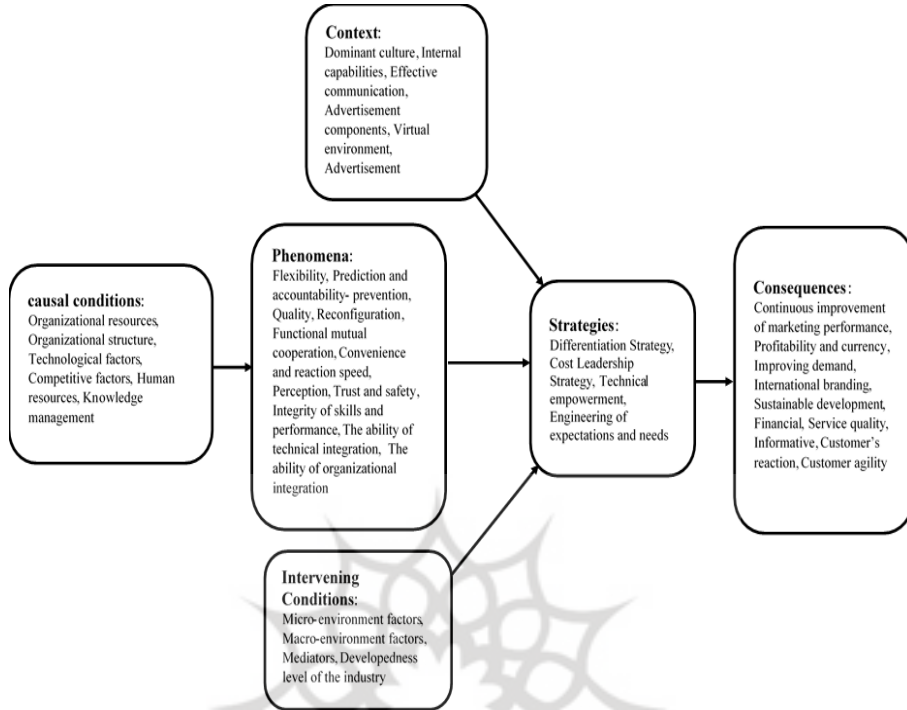 Context:
Dominant culture, Internal
capabilities, Effective
communication,
Advertisement
components, Virtual
environment,
Advertisement
Phenomena:
Flexibility, Prediction and
accountability- prevention,
Quality, Reconfiguration,
Functional mutual
cooperation, Convenience
and reaction speed,
Perception, Trust and safety,
Integrity of skills and
performance, The ability of
technical integration, The
ability of organizational
integration
causal conditions:
Organizational resources,
Organizational structure,
Technological factors,
Competitive factors, Human
resources, Knowledge
management
Strategies:
Differentiation Strategy,
Cost Leadership
Strategy, Technical
empowerment,
Engineering of
expectations and needs
Consequences:
Continuous improvement
of marketing performance,
Profitability and currency,
Improving demand,
International branding,
Sustainable development,
Financial, Service quality,
Informative, Customer's
reaction, Customer agility
Intervening
Conditions:
Micro-environment factors,
Macro-environment factors,
Mediators, Developedness
level of the industry